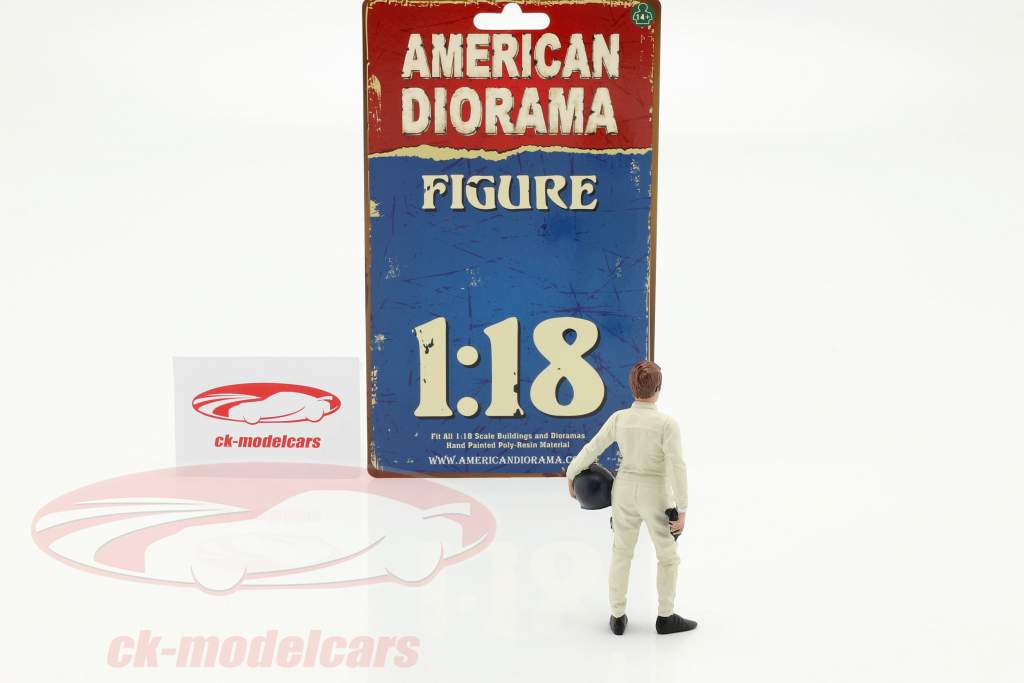 14+
AMERICAN
DIORAMA
FIGURE
1:18
Fit All 1:18 Scale Buildings and Dioramas
Hand Painted Poly-Resin Material
WWW.AMERICANDIORAMA.C
ck-modelcars
ck-modelcars